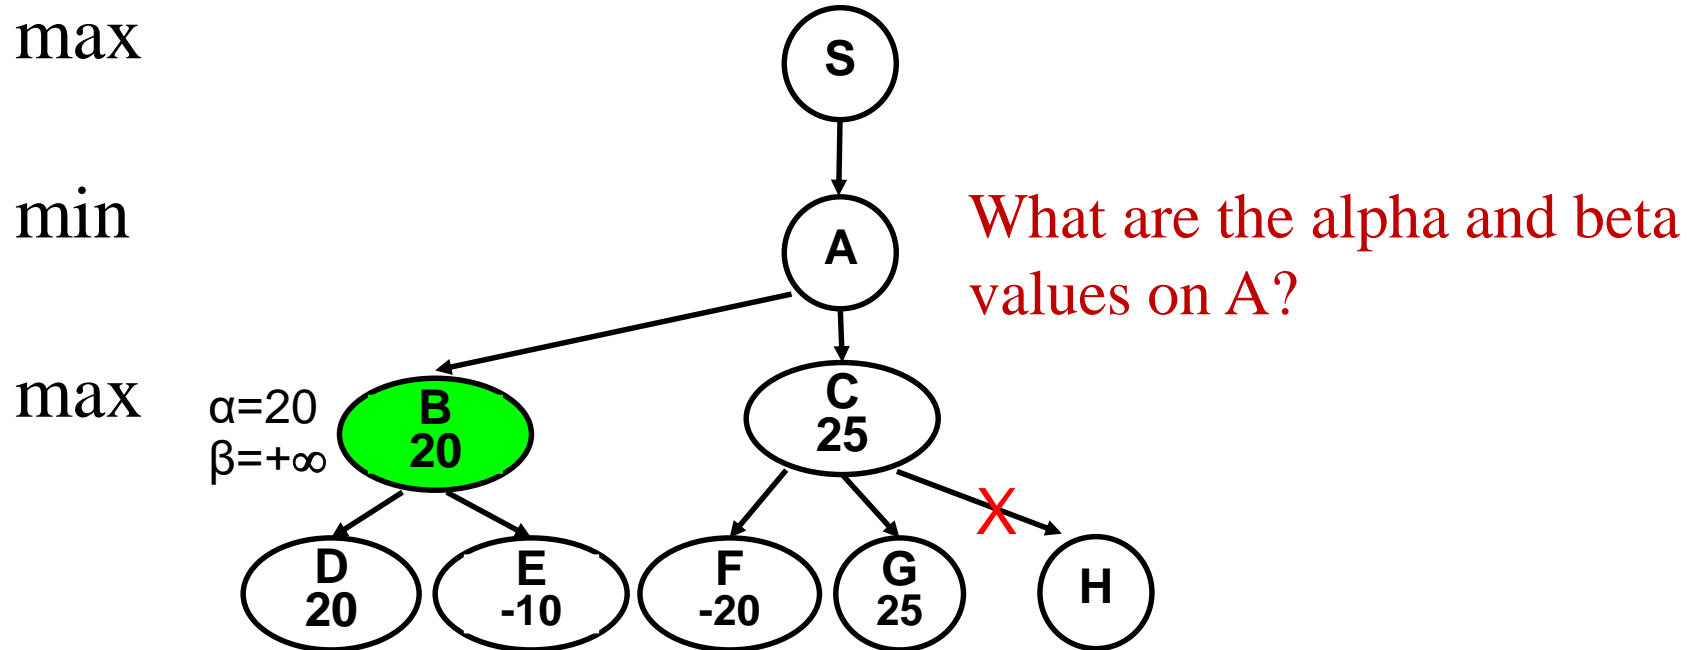 max
S
min
A
What are the alpha and beta
values on A?
max
α=20
β=+∞
B
20
C
25
X
D
20
E
-10
F
-20
G
25
H